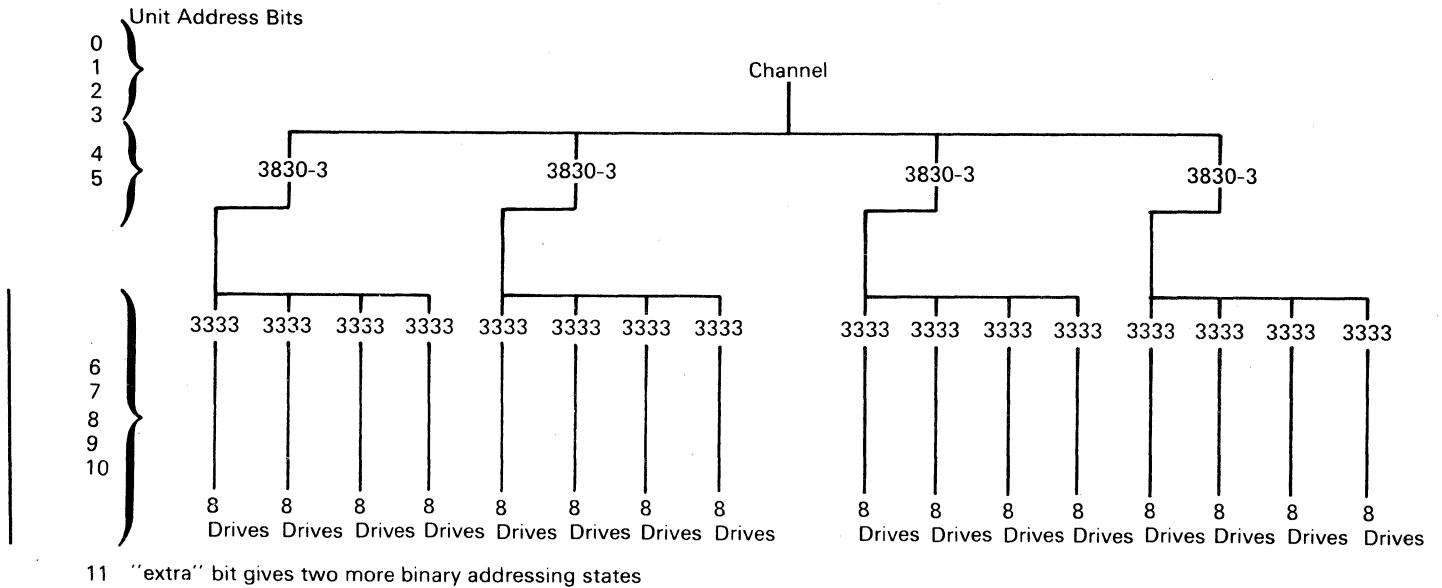 Unit Address Bits
0
1
2
3
Channel
4
5
3830-3 3830-3 3830-3 3830-3
3333 3333 3333 3333 3333 3333 3333 3333 3333 3333 3333 3333 3333 3333 3333 3333
6
7
8
9
10
8 8 8 8 8 8 8 8 8 8 8 8 8 8 8 8
Drives Drives Drives Drives Drives Drives Drives Drives Drives Drives Drives Drives Drives Drives Drives Drives
11 "extra" bit gives two more binary addressing states